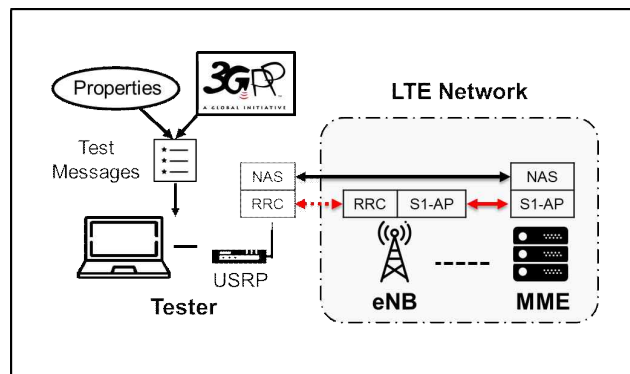 Properties
3GPP
A GLOBAL INITIATIVE
LTE Network
Test
Messages
NAS
NAS
RRC
RRC
S1-AP
S1-AP
USRP
Tester
eNB
MME